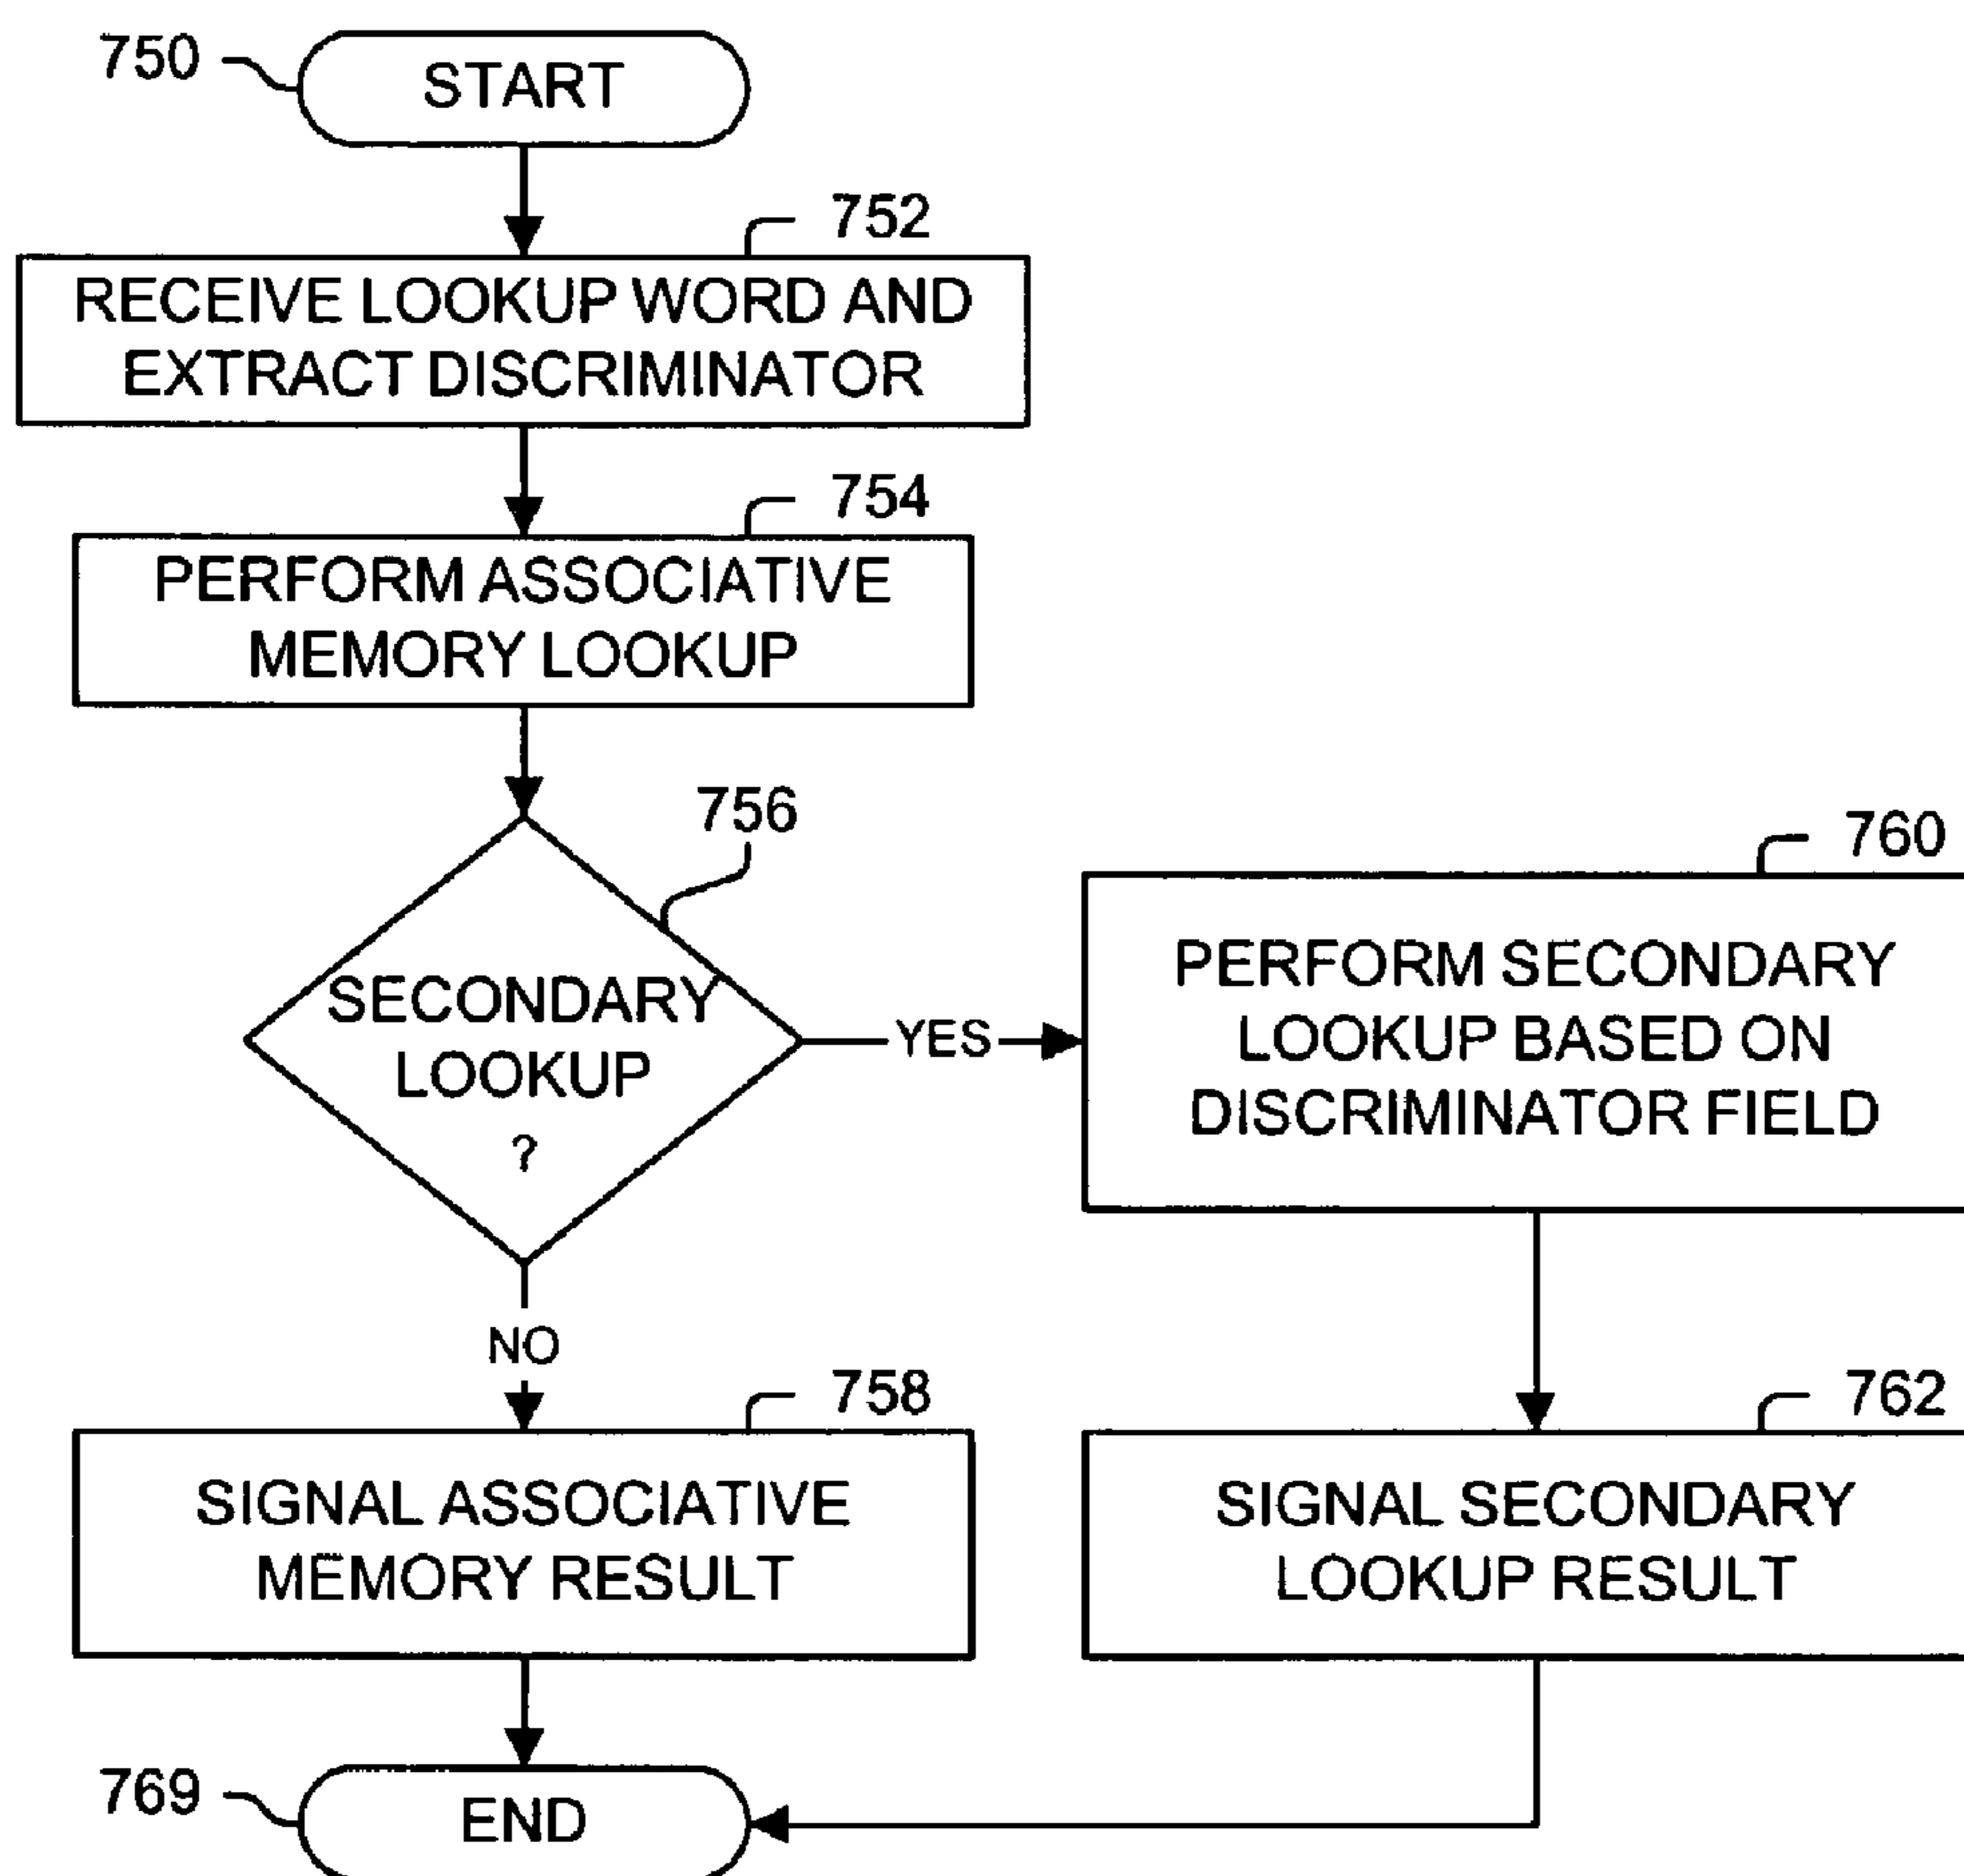 750
START
752
RECEIVE LOOKUP WORD AND
EXTRACT DISCRIMINATOR
754
PERFORM ASSOCIATIVE
MEMORY LOOKUP
756
SECONDARY
LOOKUP
?
YES
760
PERFORM SECONDARY
LOOKUP BASED ON
DISCRIMINATOR FIELD
NO
758
SIGNAL ASSOCIATIVE
MEMORY RESULT
762
SIGNAL SECONDARY
LOOKUP RESULT
769
END